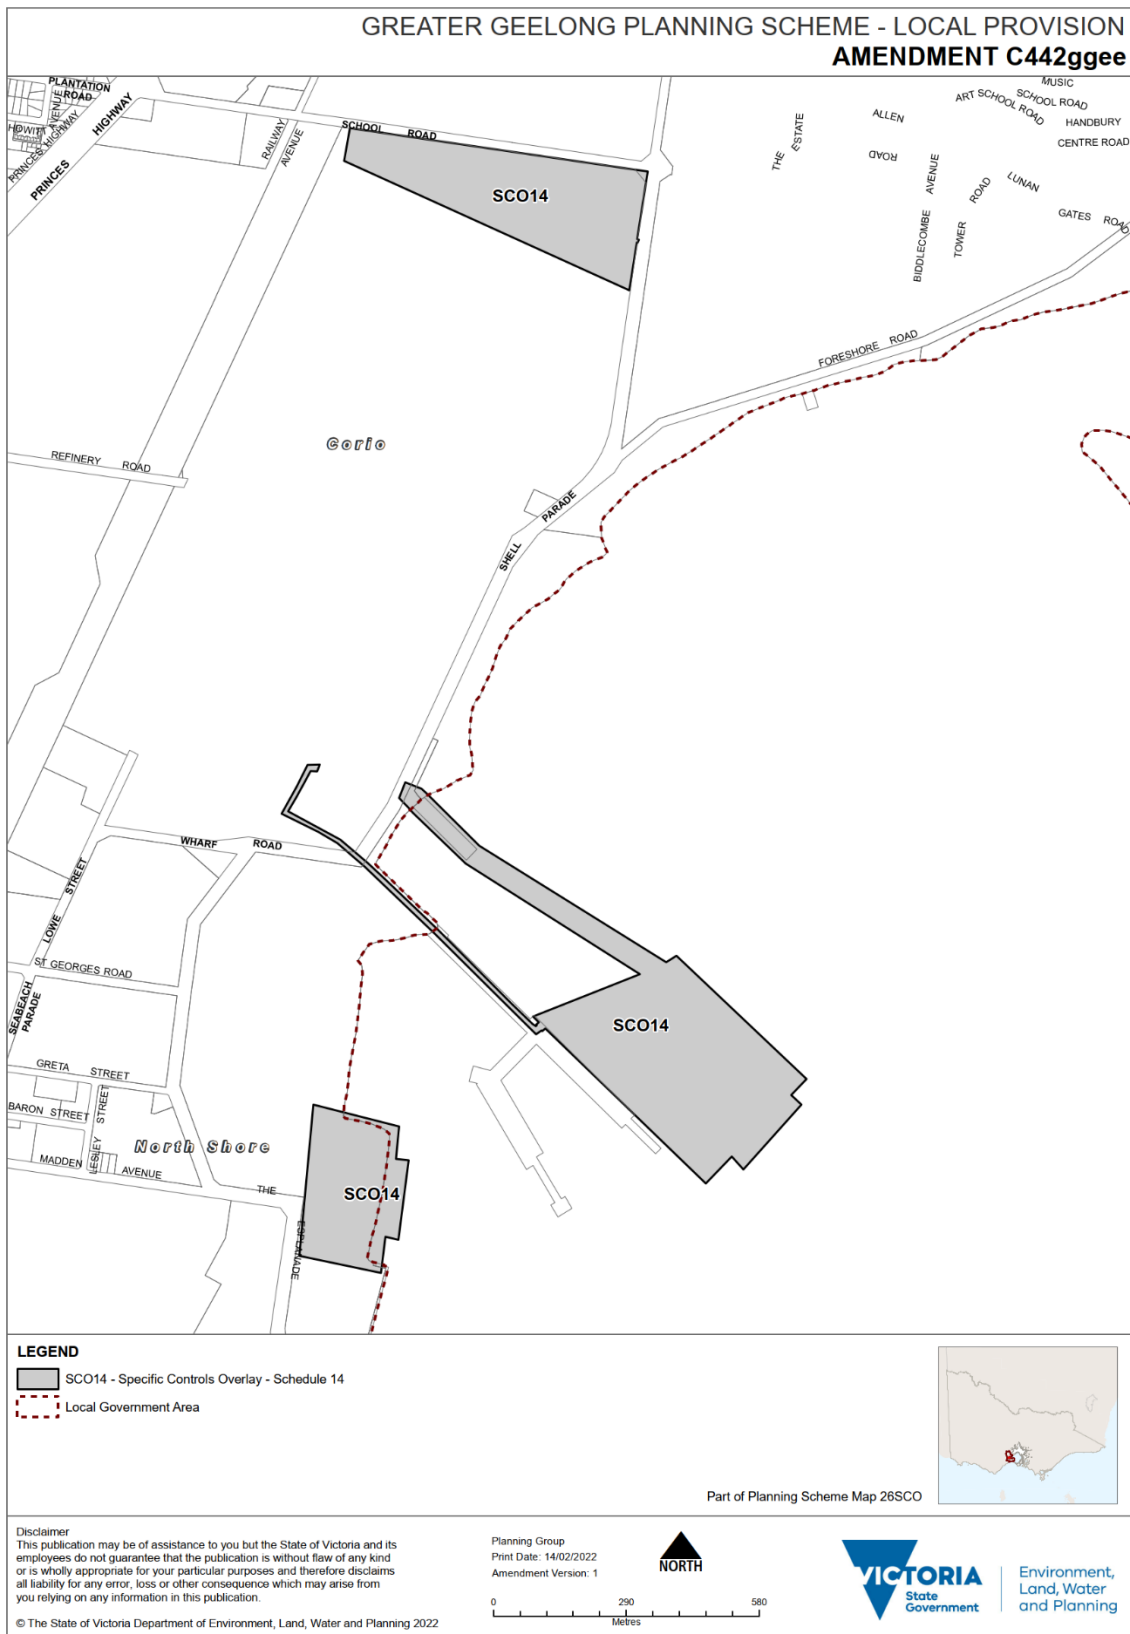 GREATER GEELONG PLANNING SCHEME - LOCAL PROVISION
AMENDMENT C442ggee
PLANTATION
ROAD
AVENUE
HOWITT
PRINCES HIGHWAY
PRINCES HIGHWAY
RAILWAY
AVENUE
SCHOOL ROAD
SCO14
THE ESTATE
ALLEN
ROAD
MUSIC
SCHOOL ROAD
ART SCHOOL ROAD
HANDBURY
CENTRE ROAD
BIDDLECOMBE AVENUE
TOWER ROAD
LUNAN
GATES ROAD
FORESHORE ROAD
Corio
REFINERY ROAD
SHELL PARADE
WHARF ROAD
LOWE STREET
ST GEORGES ROAD
SEABEACH
PARADE
SCO14
GRETA STREET
BARON STREET
LESLEY STREET
North Shore
MADDEN AVENUE
THE
ESPLANADE
SCO14
LEGEND
SCO14 - Specific Controls Overlay - Schedule 14
Local Government Area
Part of Planning Scheme Map 26SCO
Disclaimer
This publication may be of assistance to you but the State of Victoria and its
employees do not guarantee that the publication is without flaw of any kind
or is wholly appropriate for your particular purposes and therefore disclaims
all liability for any error, loss or other consequence which may arise from
you relying on any information in this publication.
© The State of Victoria Department of Environment, Land, Water and Planning 2022
Planning Group
Print Date: 14/02/2022
Amendment Version: 1
NORTH
0 290 580
Metres
VICTORIA
State
Government
Environment,
Land, Water
and Planning